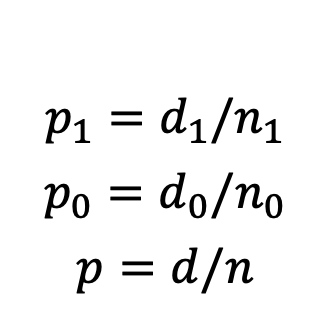 p₁ = d₁/n₁
p₀ = d₀/n₀
p = d/n